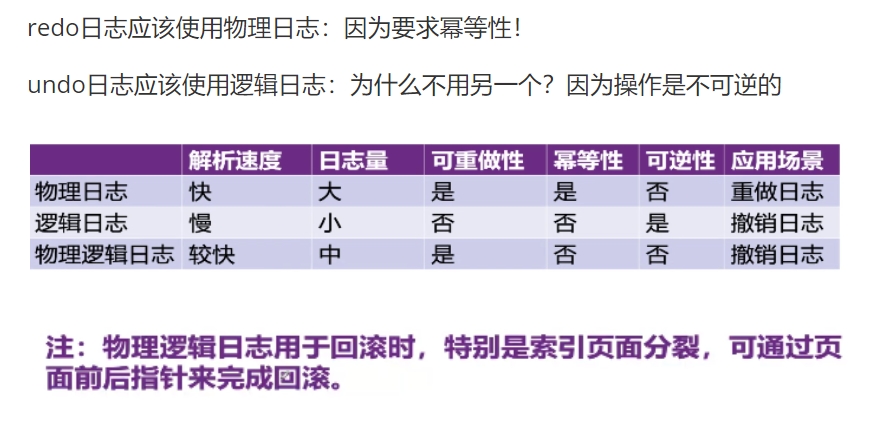 redo日志应该使用物理日志：因为要求幂等性！
undo日志应该使用逻辑日志：为什么不用另一个？因为操作是不可逆的
解析速度 日志量 可重做性 幂等性 可逆性 应用场景
物理日志 快 大 是 是 否 重做日志
逻辑日志 慢 小 否 否 是 撤销日志
物理逻辑日志 较快 中 是 否 否 撤销日志
注：物理逻辑日志用于回滚时，特别是索引页面分裂，可通过页
面前后指针来完成回滚。